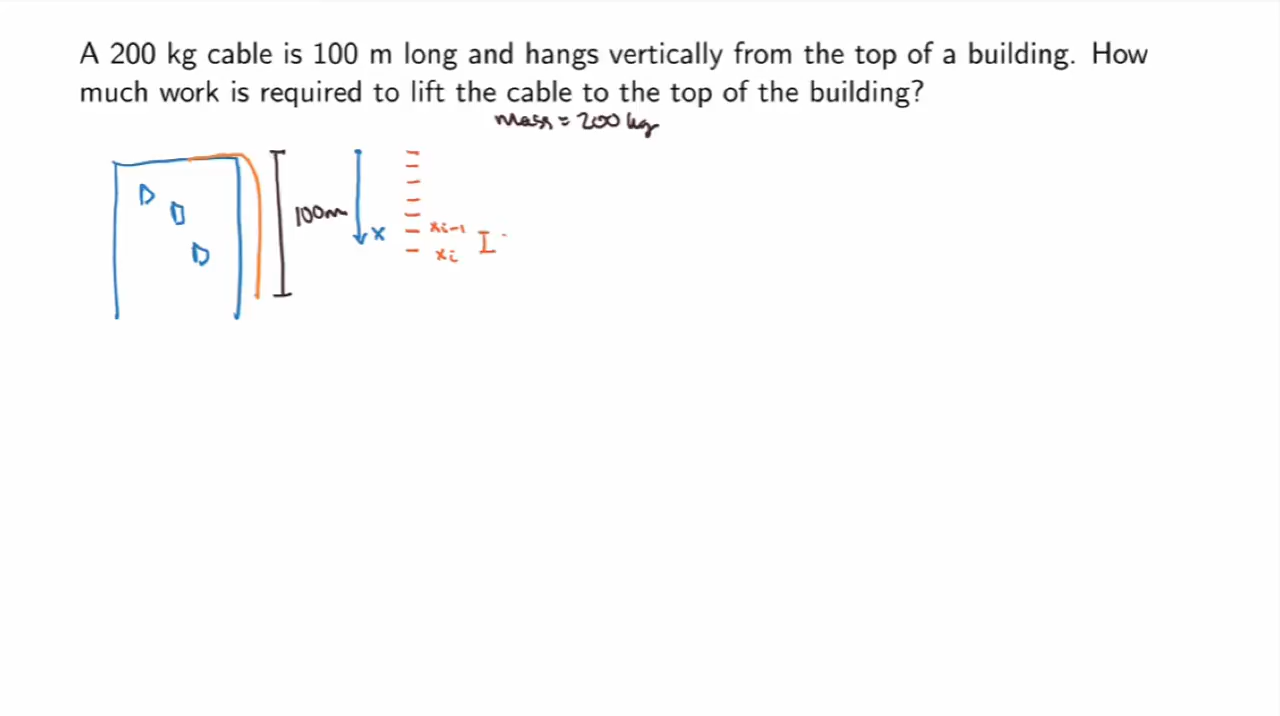 A 200 kg cable is 100 m long and hangs vertically from the top of a building. How
much work is required to lift the cable to the top of the building?
mass = 200 kg
100m
x
xi-1
xi